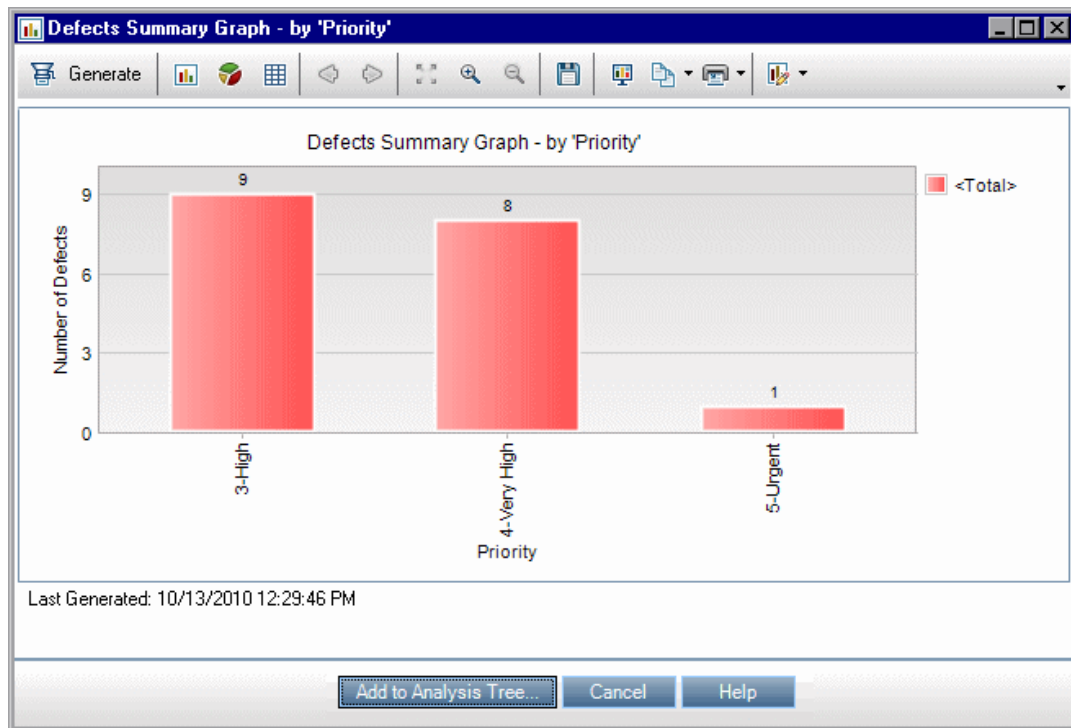 Defects Summary Graph - by 'Priority'
Generate
Defects Summary Graph - by 'Priority'
<Total>
Number of Defects
9
6
3
0
9
8
1
3-High
4-Very High
5-Urgent
Priority
Last Generated: 10/13/2010 12:29:46 PM
Add to Analysis Tree...
Cancel
Help